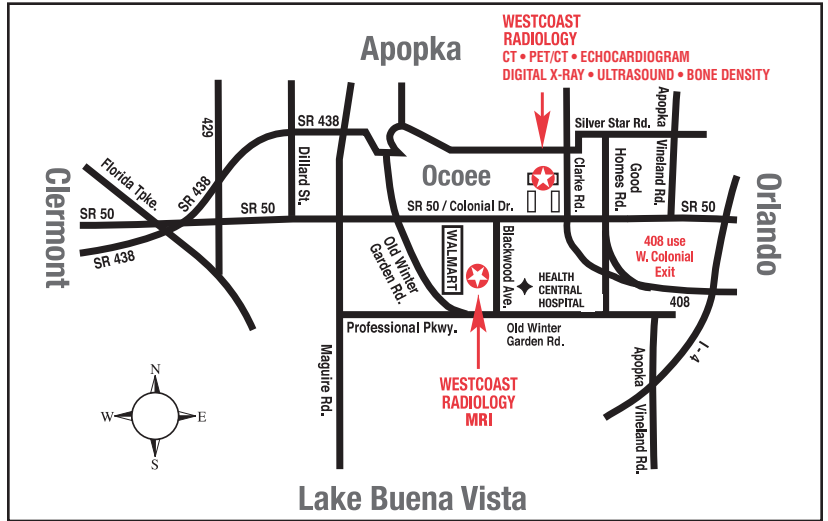 WESTCOAST
RADIOLOGY
CT • PET/CT • ECHOCARDIOGRAM
DIGITAL X-RAY • ULTRASOUND • BONE DENSITY
Apopka
429
SR 438
Silver Star Rd.
Apopka
Vineland Rd.
Dillard St.
Florida Tpke.
SR 438
Clermont
Ocoee
Clarke Rd.
Good
Homes Rd.
Orlando
SR 50
SR 50
SR 50 / Colonial Dr.
SR 50
SR 438
Old Winter
Garden Rd.
WALMART
Blackwood Ave.
408 use
W. Colonial
Exit
HEALTH
CENTRAL
HOSPITAL
408
Professional Pkwy.
Old Winter
Garden Rd.
I-4
Maguire Rd.
Apopka
Vineland Rd.
WESTCOAST
RADIOLOGY
MRI
N
W
E
S
Lake Buena Vista